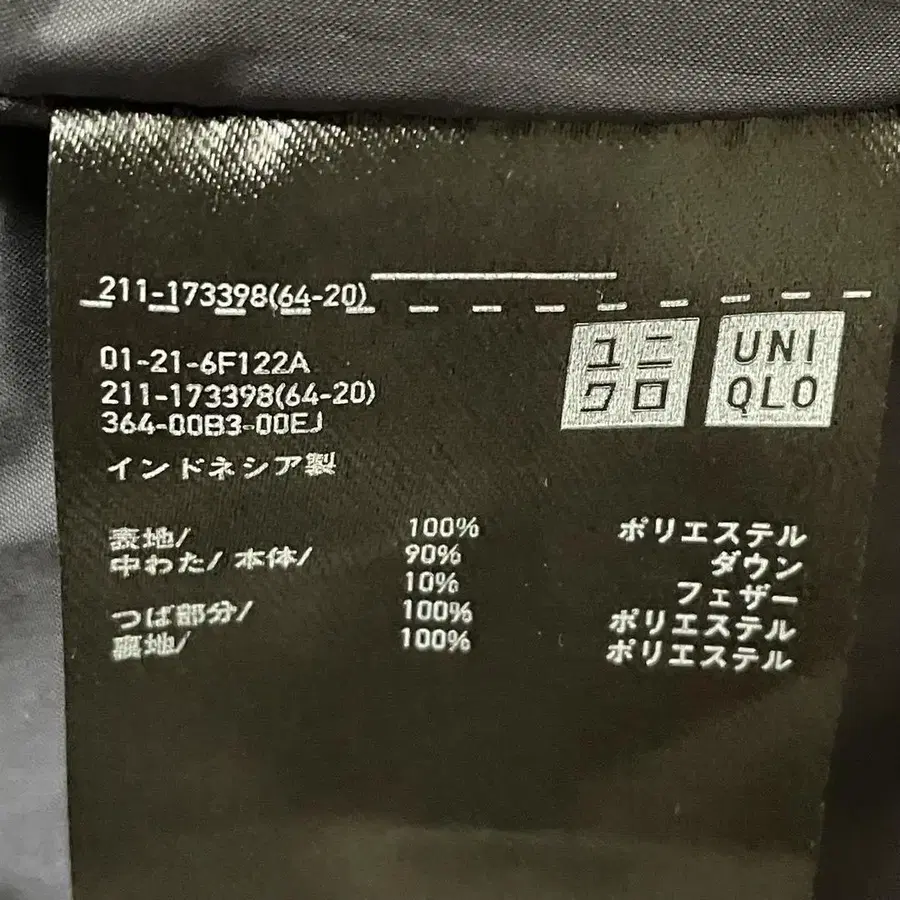 211-173398(64-20)
ユニ
クロ
UNI
QLO
01-21-6F122A
211-173398(64-20)
364-00B3-00EJ
インドネシア製
表地/ 100% ポリエステル
中わた/ 本体/ 90% ダウン
10% フェザー
つば部分/ 100% ポリエステル
裏地/ 100% ポリエステル